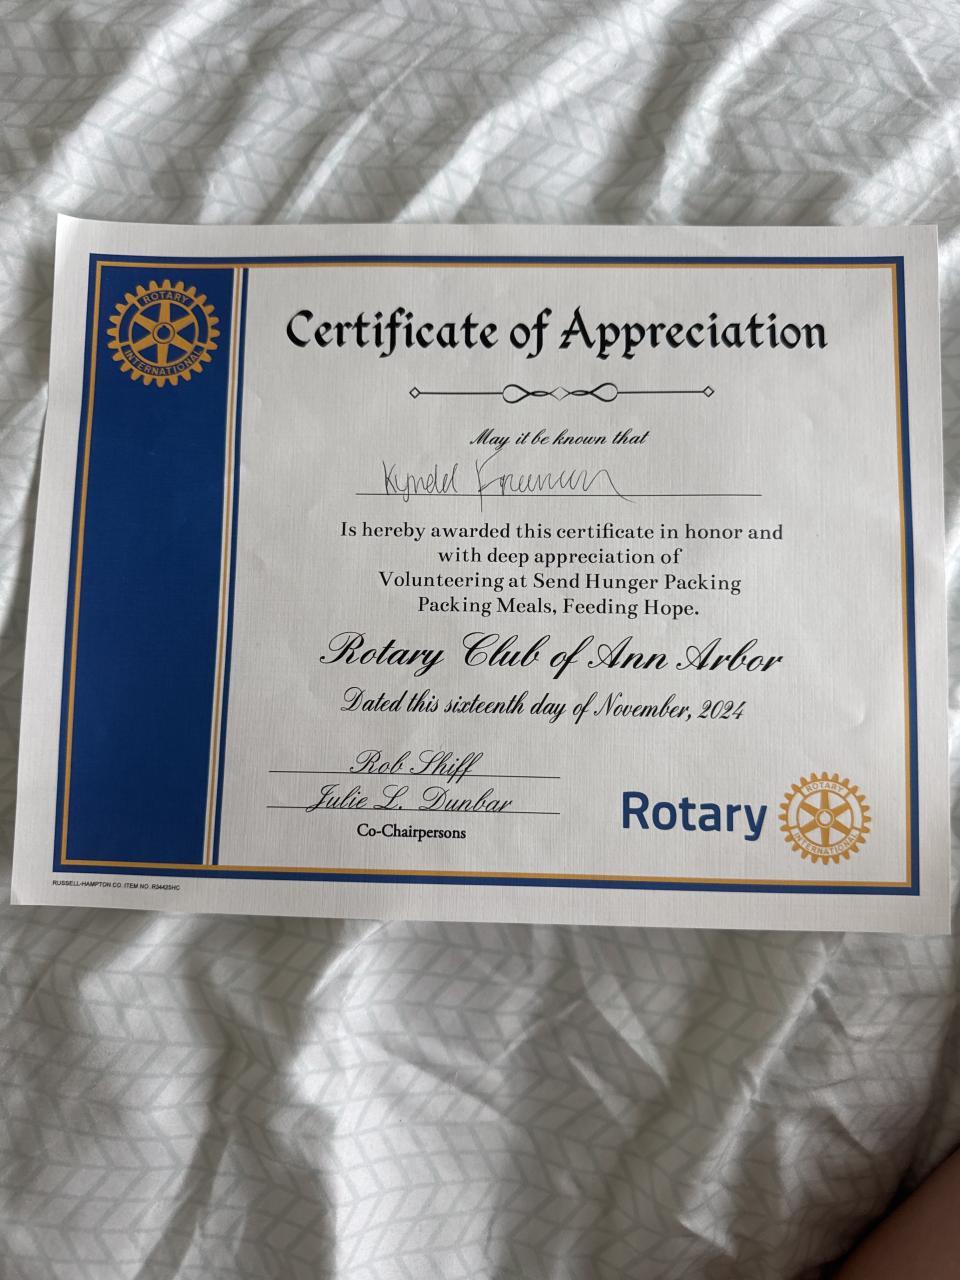 ROTARY
INTERNATIONAL
Certificate of Appreciation
May it be known that
Kyndel Freeman
Is hereby awarded this certificate in honor and
with deep appreciation of
Volunteering at Send Hunger Packing
Packing Meals, Feeding Hope.
Rotary Club of Ann Arbor
Dated this sixteenth day of November, 2024
Rob Shiff
Julie L. Dunbar
Co-Chairpersons
Rotary
ROTARY
INTERNATIONAL
RUSSELL-HAMPTON CO. ITEM NO. R34425HC